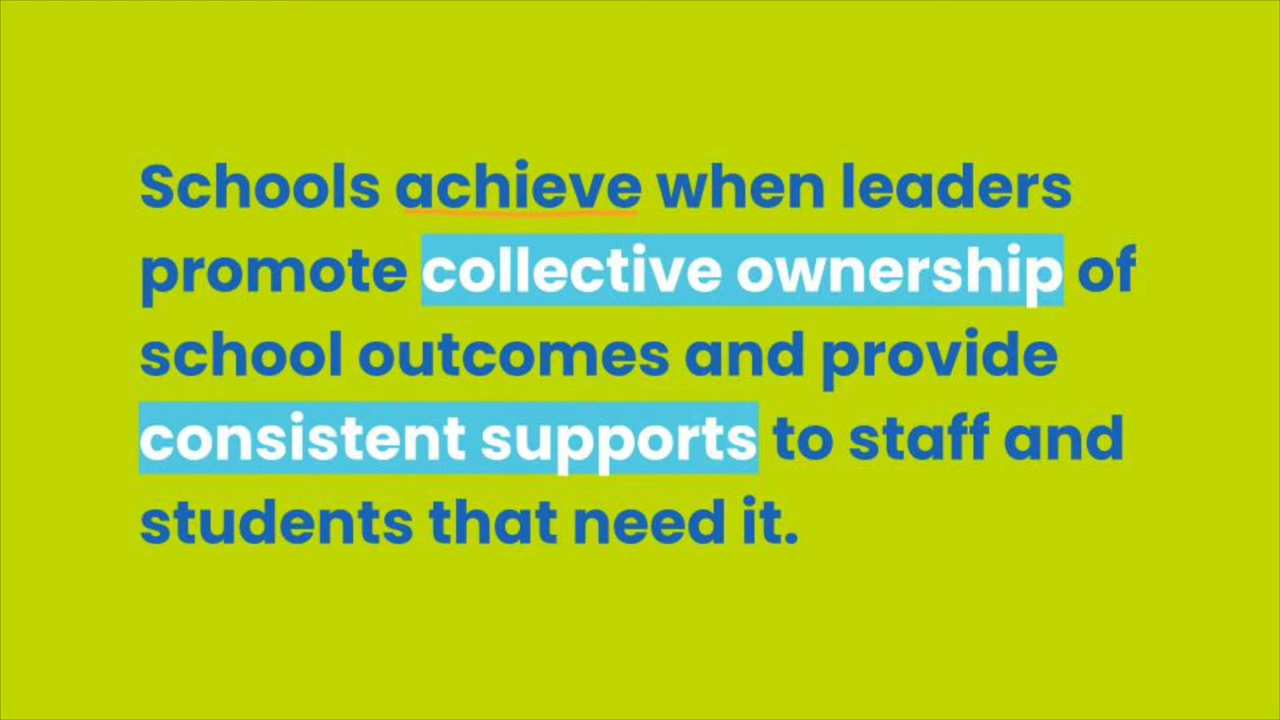 Schools achieve when leaders
promote collective ownership of
school outcomes and provide
consistent supports to staff and
students that need it.